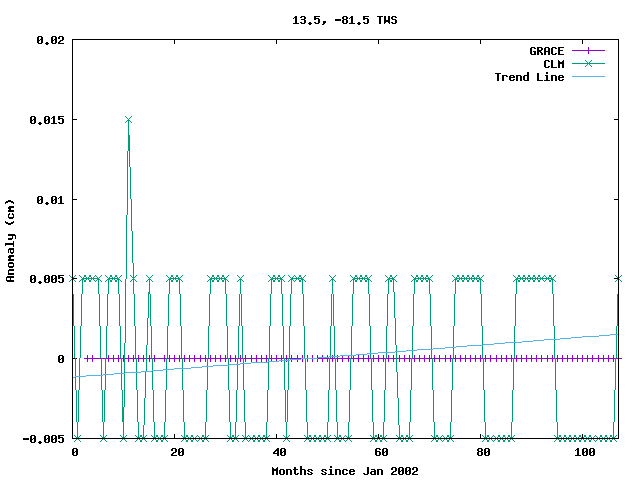 13.5, -81.5 TWS
0.02
GRACE
CLM
Trend Line
0.015
0.01
Anomaly (cm)
0.005
0
-0.005
0 20 40 60 80 100
Months since Jan 2002